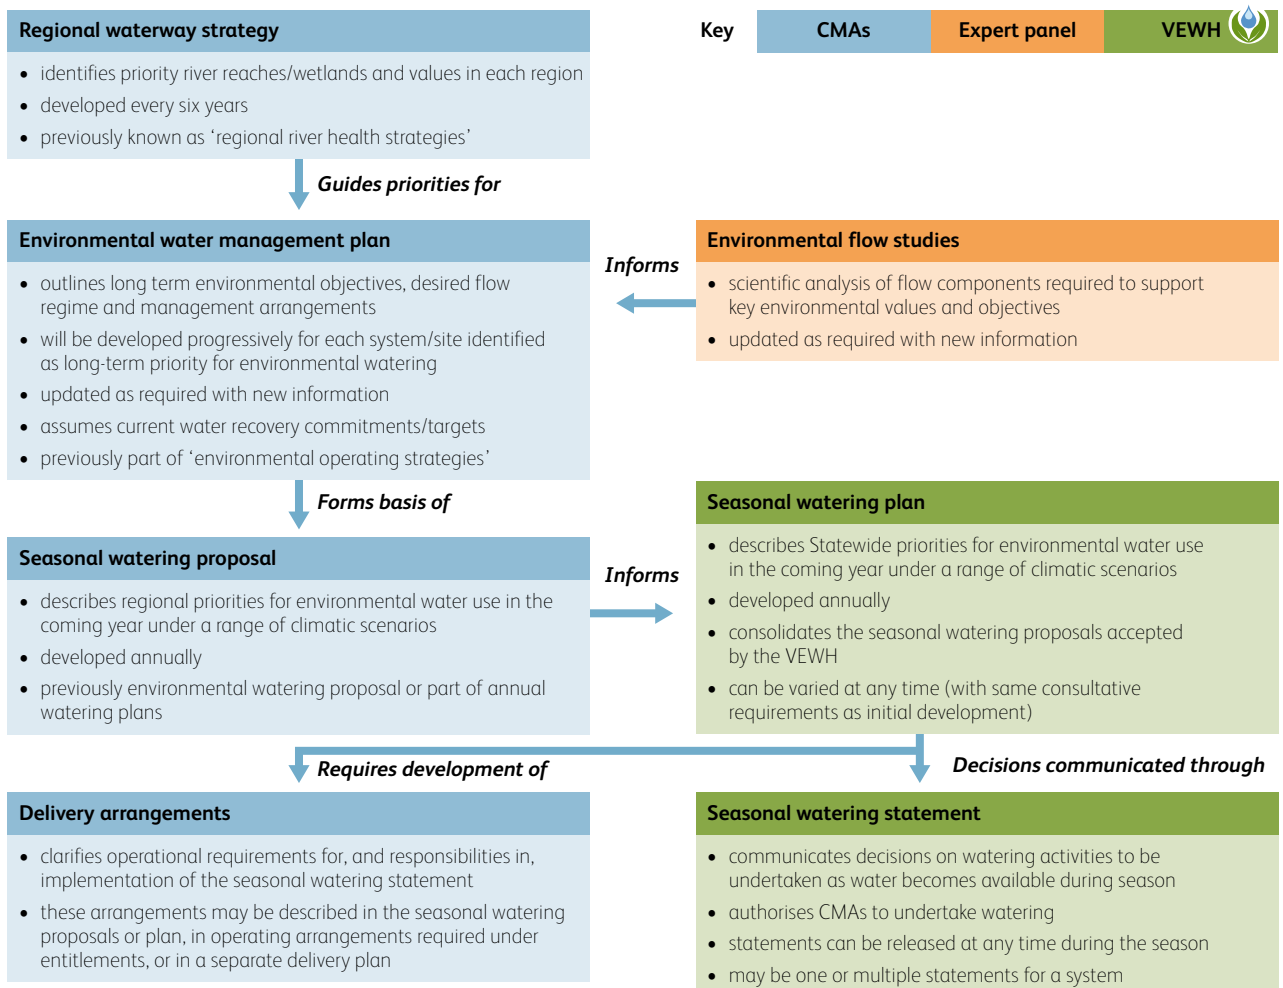 Regional waterway strategy
• identifies priority river reaches/wetlands and values in each region
• developed every six years
• previously known as ‘regional river health strategies’
Key
CMAs
Expert panel
VEWH
Guides priorities for
Environmental water management plan
• outlines long term environmental objectives, desired flow
regime and management arrangements
• will be developed progressively for each system/site identified
as long-term priority for environmental watering
• updated as required with new information
• assumes current water recovery commitments/targets
• previously part of ‘environmental operating strategies’
Informs
Environmental flow studies
• scientific analysis of flow components required to support
key environmental values and objectives
• updated as required with new information
Forms basis of
Seasonal watering proposal
• describes regional priorities for environmental water use in the
coming year under a range of climatic scenarios
• developed annually
• previously environmental watering proposal or part of annual
watering plans
Informs
Seasonal watering plan
• describes Statewide priorities for environmental water use
in the coming year under a range of climatic scenarios
• developed annually
• consolidates the seasonal watering proposals accepted
by the VEWH
• can be varied at any time (with same consultative
requirements as initial development)
Requires development of
Decisions communicated through
Delivery arrangements
• clarifies operational requirements for, and responsibilities in,
implementation of the seasonal watering statement
• these arrangements may be described in the seasonal watering
proposals or plan, in operating arrangements required under
entitlements, or in a separate delivery plan
Seasonal watering statement
• communicates decisions on watering activities to be
undertaken as water becomes available during season
• authorises CMAs to undertake watering
• statements can be released at any time during the season
• may be one or multiple statements for a system